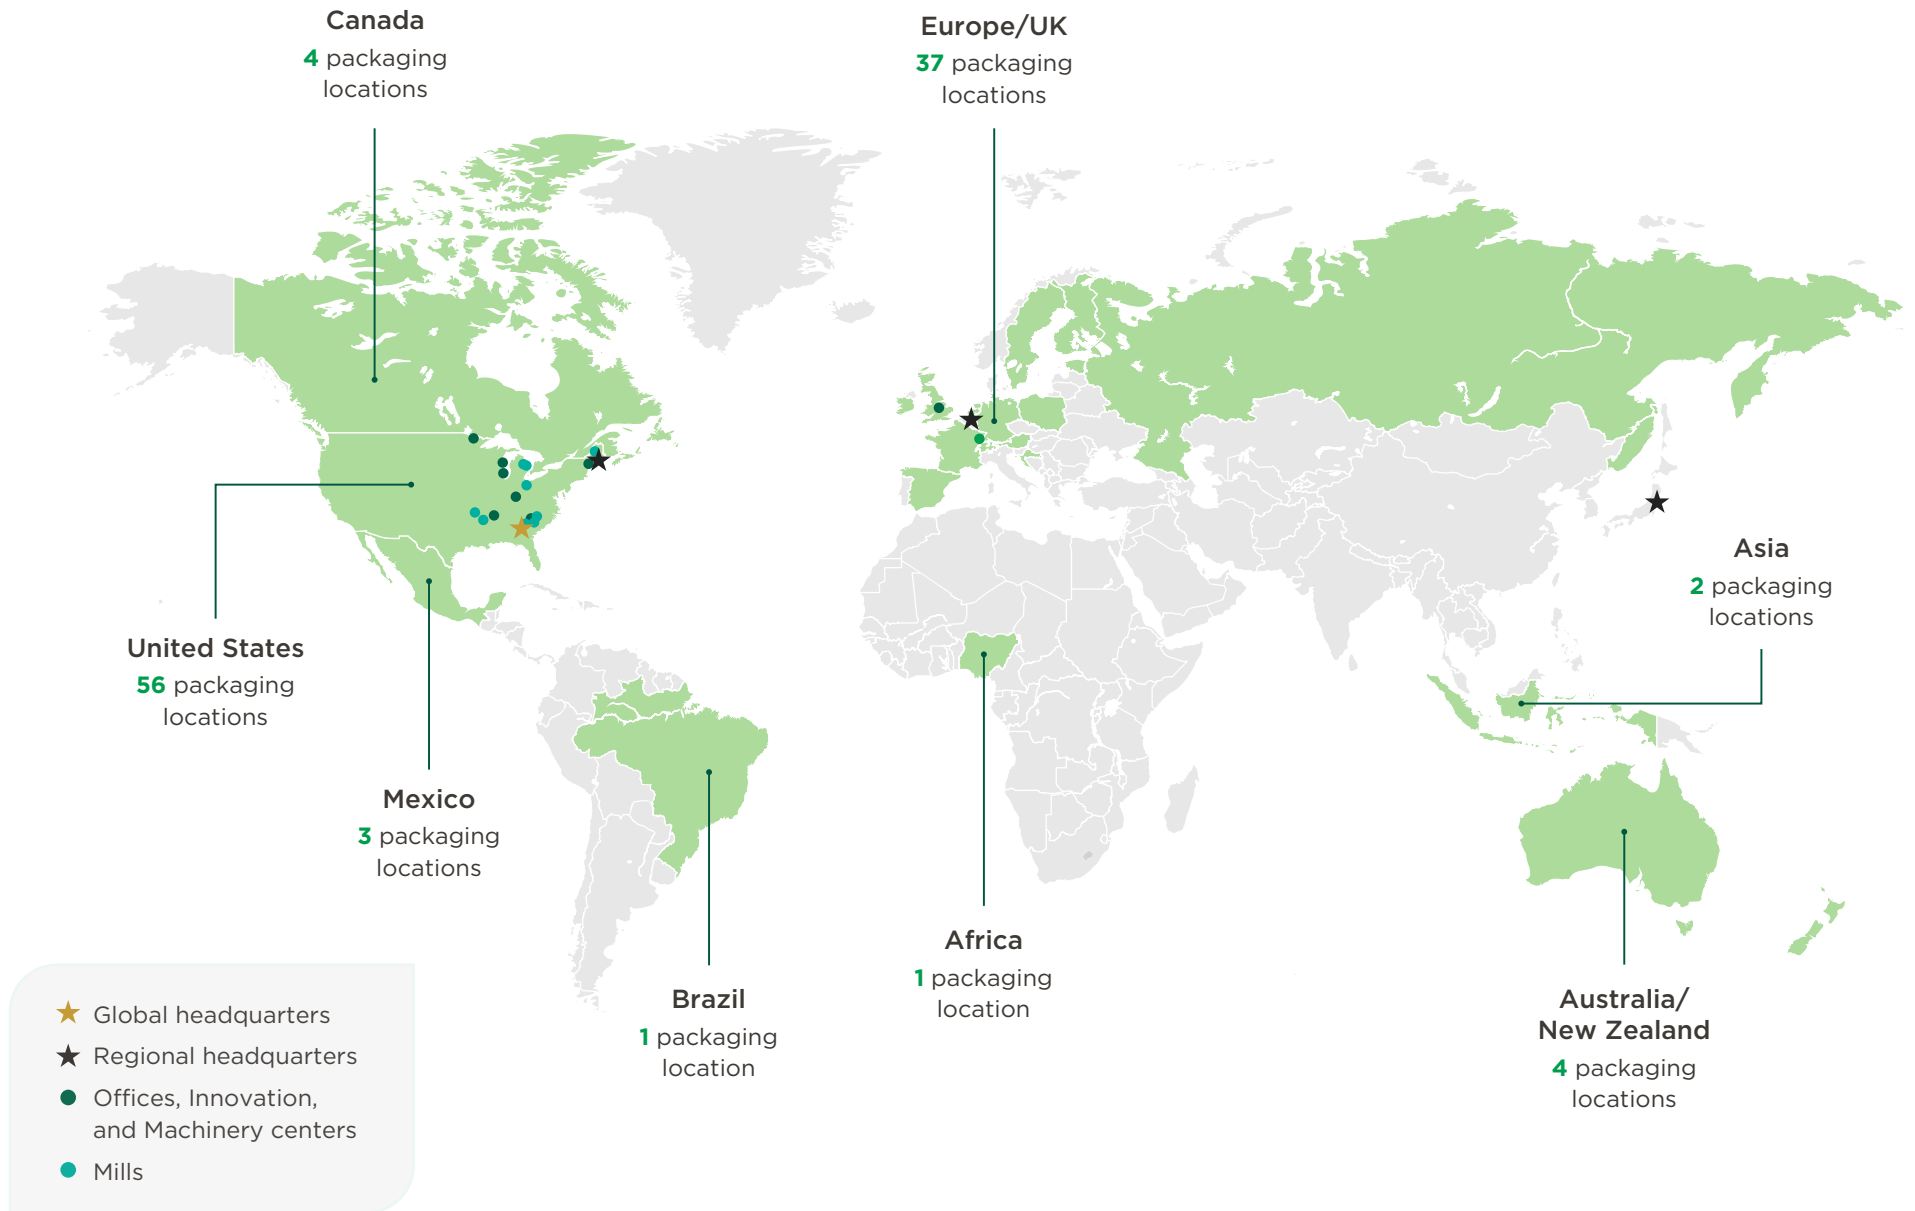 Canada
4 packaging
locations
Europe/UK
37 packaging
locations
Asia
2 packaging
locations
United States
56 packaging
locations
Mexico
3 packaging
locations
Africa
1 packaging
location
Brazil
1 packaging
location
Australia/
New Zealand
4 packaging
locations
Global headquarters
Regional headquarters
Offices, Innovation,
and Machinery centers
Mills